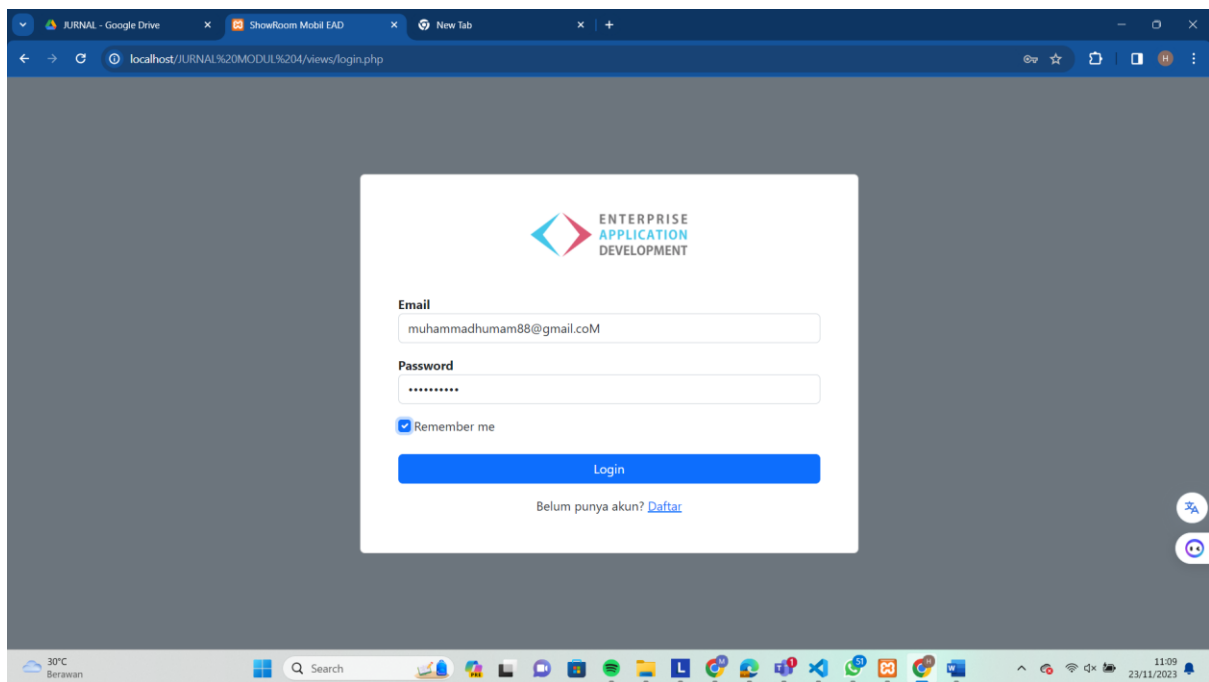 JURNAL - Google Drive
ShowRoom Mobil EAD
New Tab
localhost/JURNAL%20MODUL%204/views/login.php
H
ENTERPRISE
APPLICATION
DEVELOPMENT
Email
muhammadhumam88@gmail.coM
Password
Remember me
Login
Belum punya akun? Daftar
30°C
Berawan
Search
11:09
23/11/2023